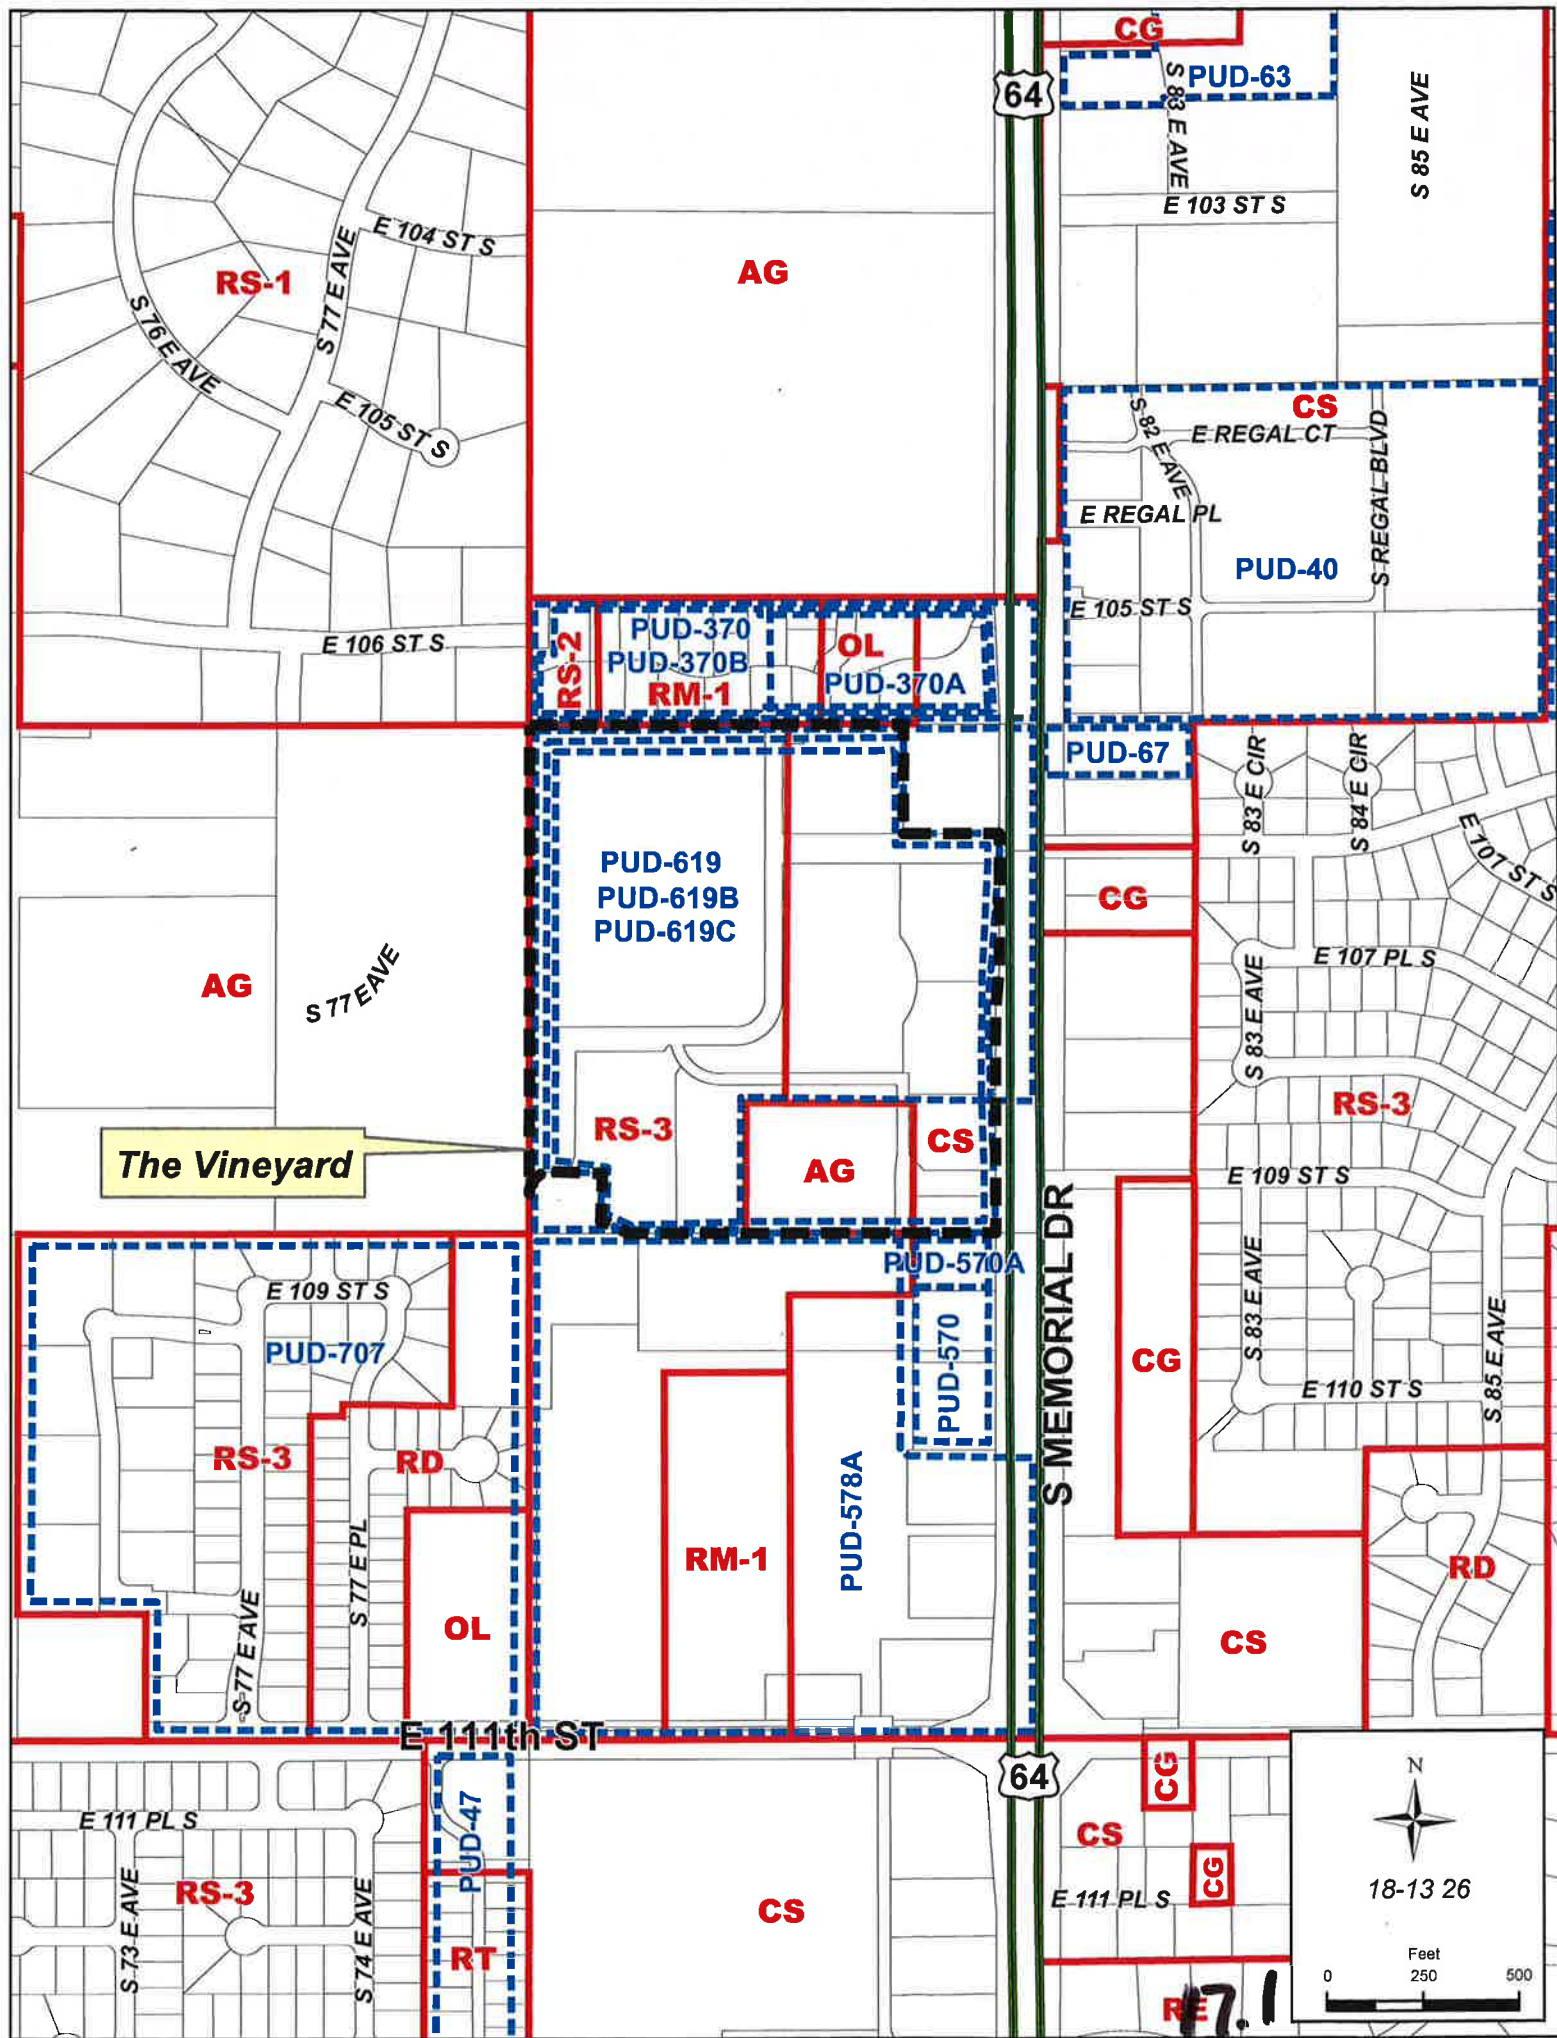 CG
64
PUD-63
S 83 E AVE
S 85 E AVE
E 103 ST S
E 104 ST S
AG
RS-1
S 77 E AVE
S 76 E AVE
E 105 ST S
CS
S 82 E AVE
E REGAL CT
S REGAL BLVD
E REGAL PL
PUD-40
E 105 ST S
E 106 ST S
RS-2
PUD-370
PUD-370B
RM-1
OL
PUD-370A
PUD-67
S 83 E CIR
S 84 E CIR
E 107 ST S
PUD-619
PUD-619B
PUD-619C
CG
AG
S 77 E AVE
E 107 PL S
S 83 E AVE
RS-3
RS-3
CS
AG
The Vineyard
E 109 ST S
S MEMORIAL DR
PUD-570A
E 109 ST S
PUD-707
PUD-570
S 83 E AVE
CG
S 85 E AVE
E 110 ST S
RS-3
RD
PUD-578A
S 77 E PL
RM-1
RD
OL
CS
S 77 E AVE
E 111th ST
64
CG
N
E 111 PL S
PUD-47
CS
RS-3
CG
S 73 E AVE
S 74 E AVE
CS
E 111 PL S
18-13 26
RT
Feet
0 250 500
RE
17.1